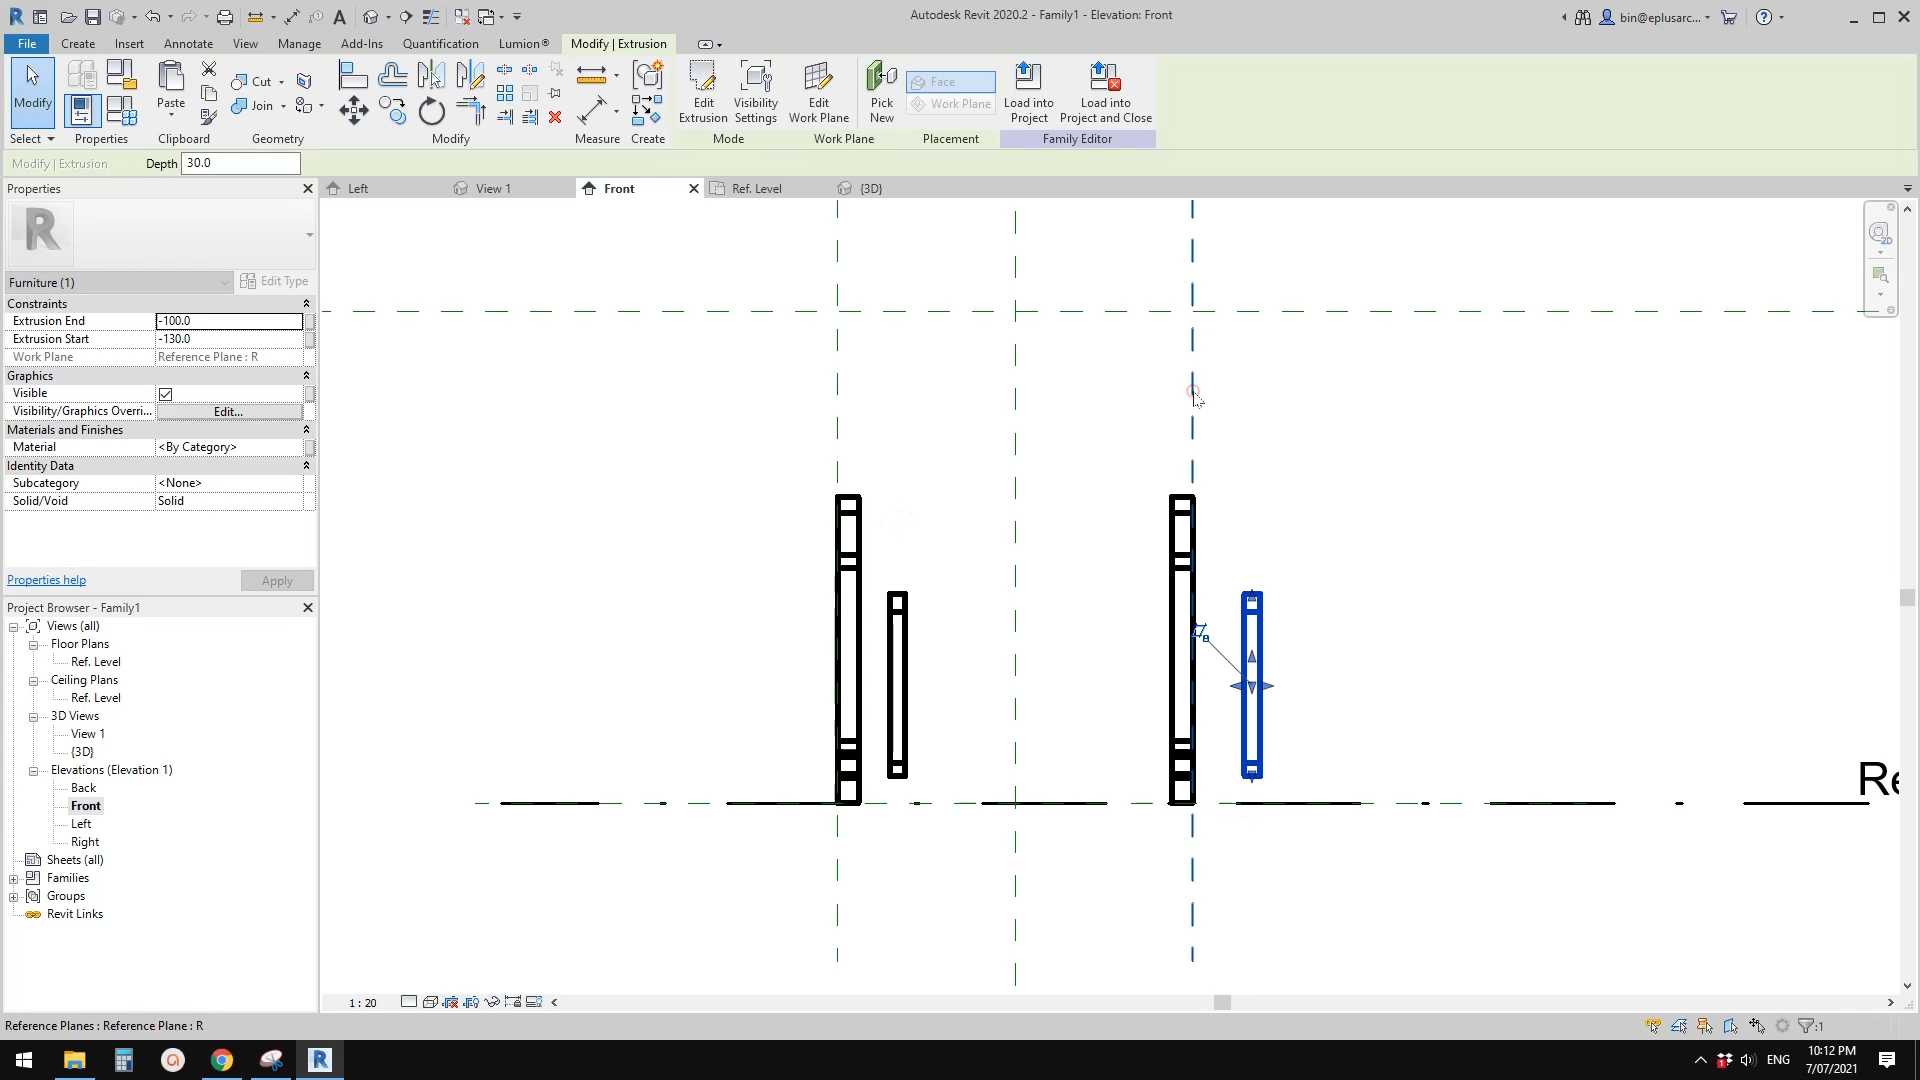 Autodesk Revit 2020.2 - Family1 - Elevation: Front
bin@eplusarc...
File Create Insert Annotate View Manage Add-Ins Quantification Lumion® Modify | Extrusion
Modify
Paste
Cut
Join
Edit Extrusion
Visibility Settings
Edit Work Plane
Pick New
Face
Work Plane
Load into Project
Load into Project and Close
Select Properties Clipboard Geometry Modify Measure Create Mode Work Plane Placement Family Editor
Modify | Extrusion Depth 30.0
Properties
Left View 1 Front Ref. Level {3D}
R
Furniture (1) Edit Type
Constraints
Extrusion End -100.0
Extrusion Start -130.0
Work Plane Reference Plane : R
Graphics
Visible
Visibility/Graphics Overri... Edit...
Materials and Finishes
Material <By Category>
Identity Data
Subcategory <None>
Solid/Void Solid
Properties help Apply
Project Browser - Family1
Views (all)
Floor Plans
Ref. Level
Ceiling Plans
Ref. Level
3D Views
View 1
{3D}
Elevations (Elevation 1)
Back
Front
Left
Right
Sheets (all)
Families
Groups
Revit Links
2D
Re
1 : 20
Reference Planes : Reference Plane : R
:1
ENG
10:12 PM
7/07/2021